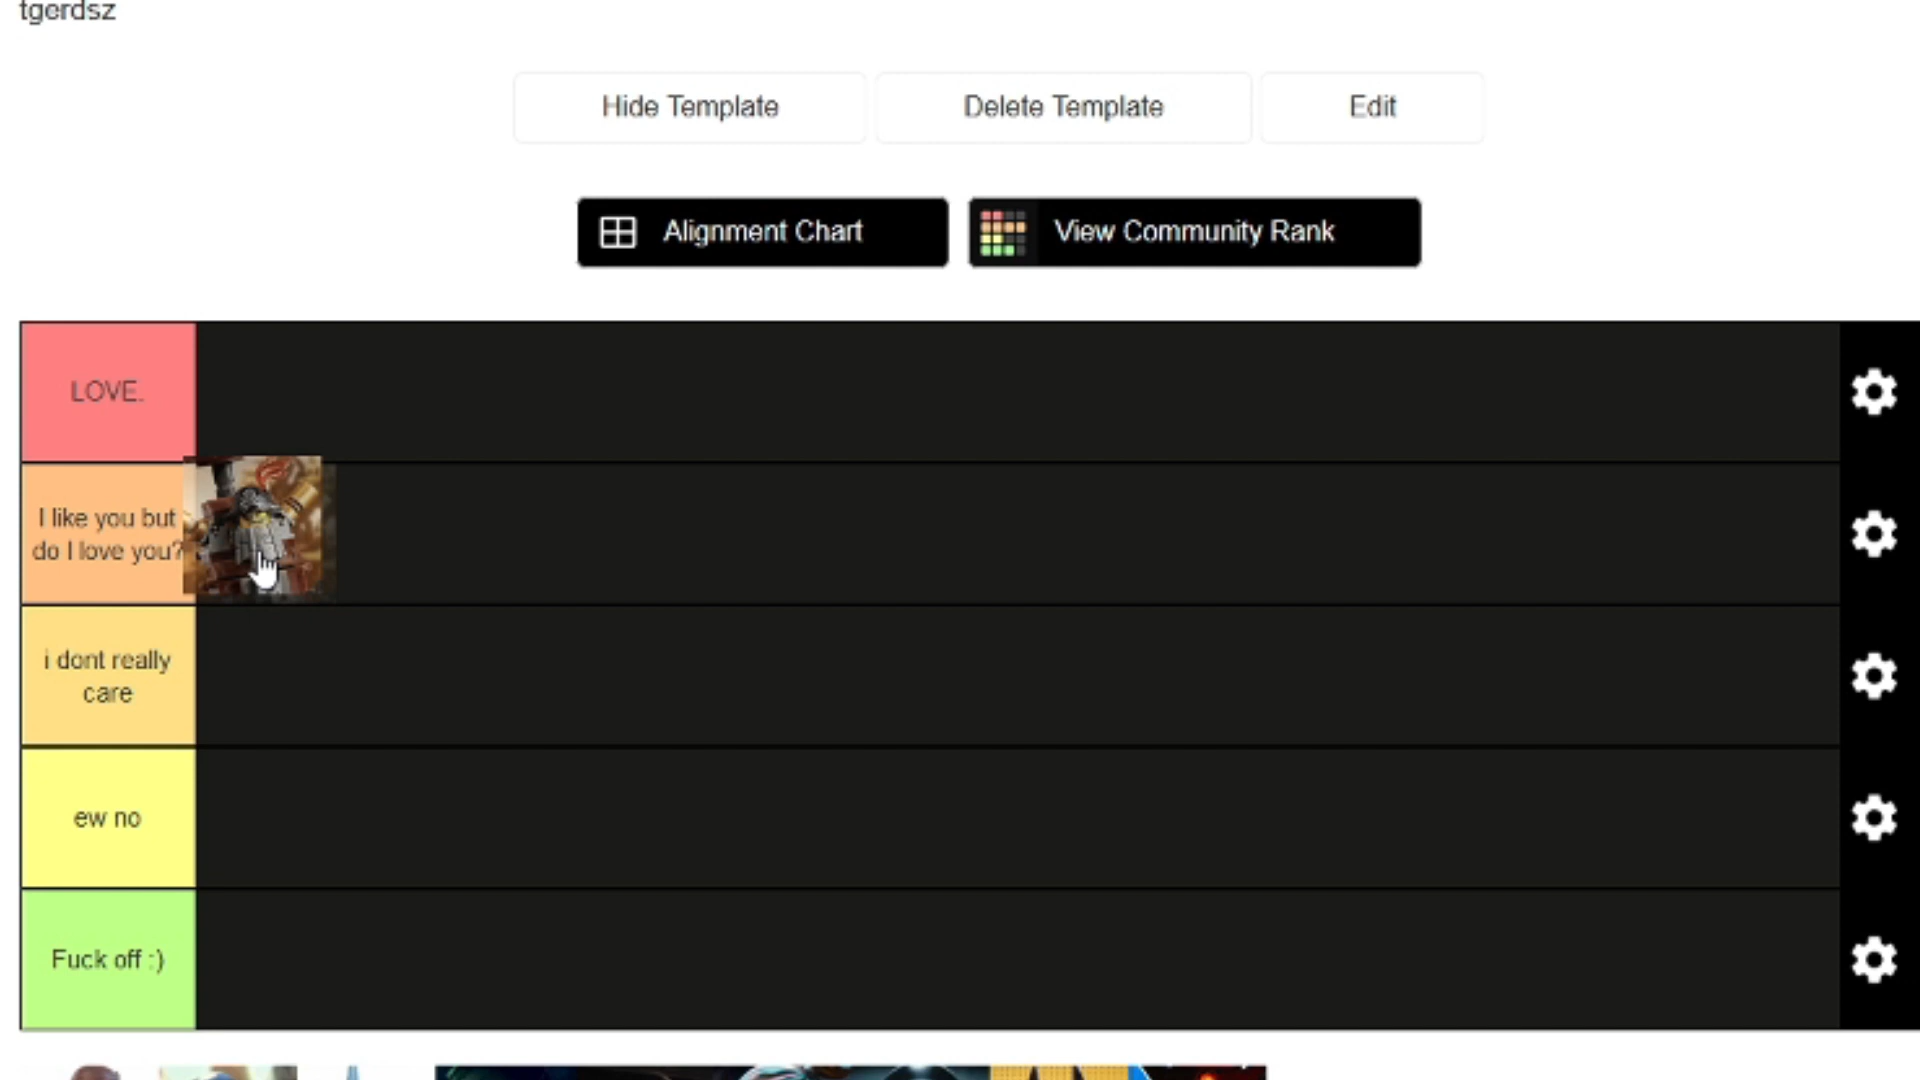 tgerdsz
Hide Template
Delete Template
Edit
Alignment Chart
View Community Rank
LOVE.
I like you but
do I love you?
i dont really
care
ew no
Fuck off :)